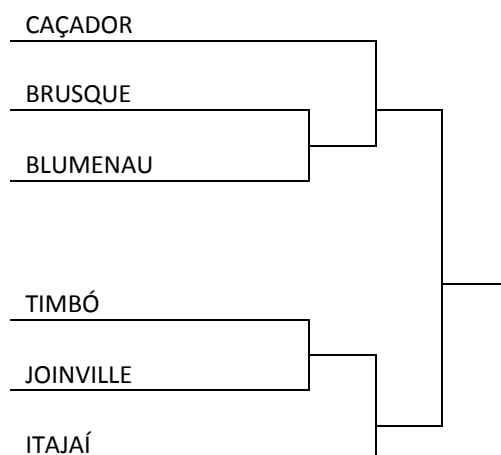 CAÇADOR
BRUSQUE
BLUMENAU
TIMBÓ
JOINVILLE
ITAJAÍ